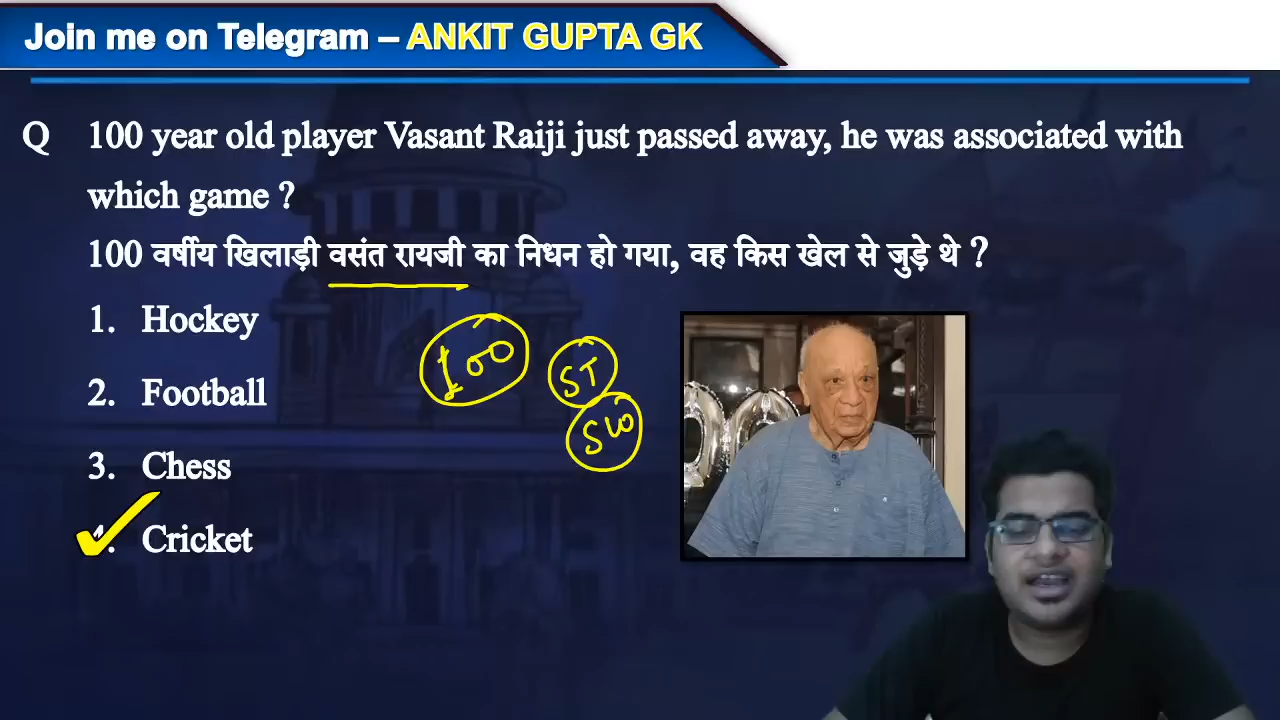 Join me on Telegram – ANKIT GUPTA GK
Q 100 year old player Vasant Raiji just passed away, he was associated with
which game ?
100 वर्षीय खिलाड़ी वसंत रायजी का निधन हो गया, वह किस खेल से जुड़े थे ?
1. Hockey
2. Football
3. Chess
4. Cricket
100
ST